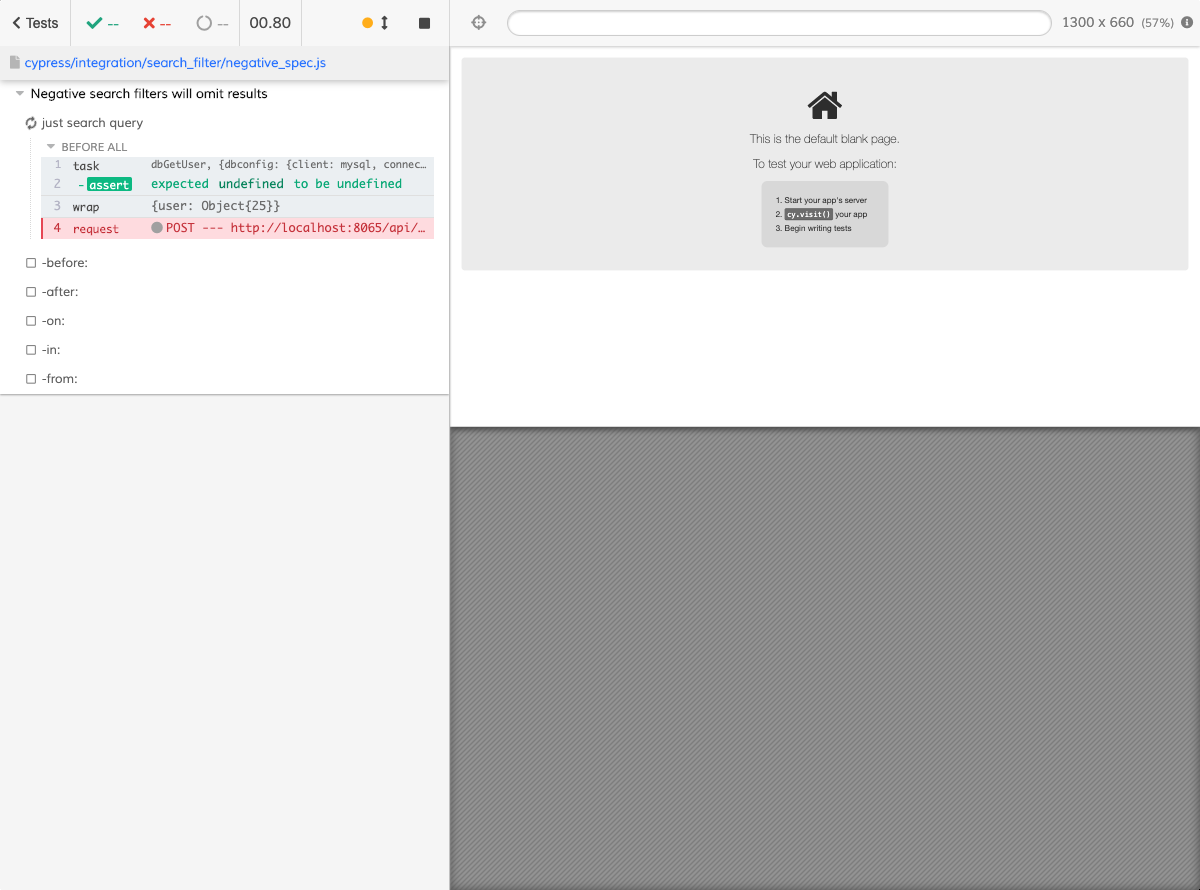 Tests -- -- -- 00.80
cypress/integration/search_filter/negative_spec.js
Negative search filters will omit results
just search query
BEFORE ALL
1 task dbGetUser, {dbconfig: {client: mysql, connec…
2 - assert expected undefined to be undefined
3 wrap {user: Object{25}}
4 request POST --- http://localhost:8065/api/…
-before:
-after:
-on:
-in:
-from:
1300 x 660 (57%)
This is the default blank page.
To test your web application:
1. Start your app's server
2. cy.visit() your app
3. Begin writing tests